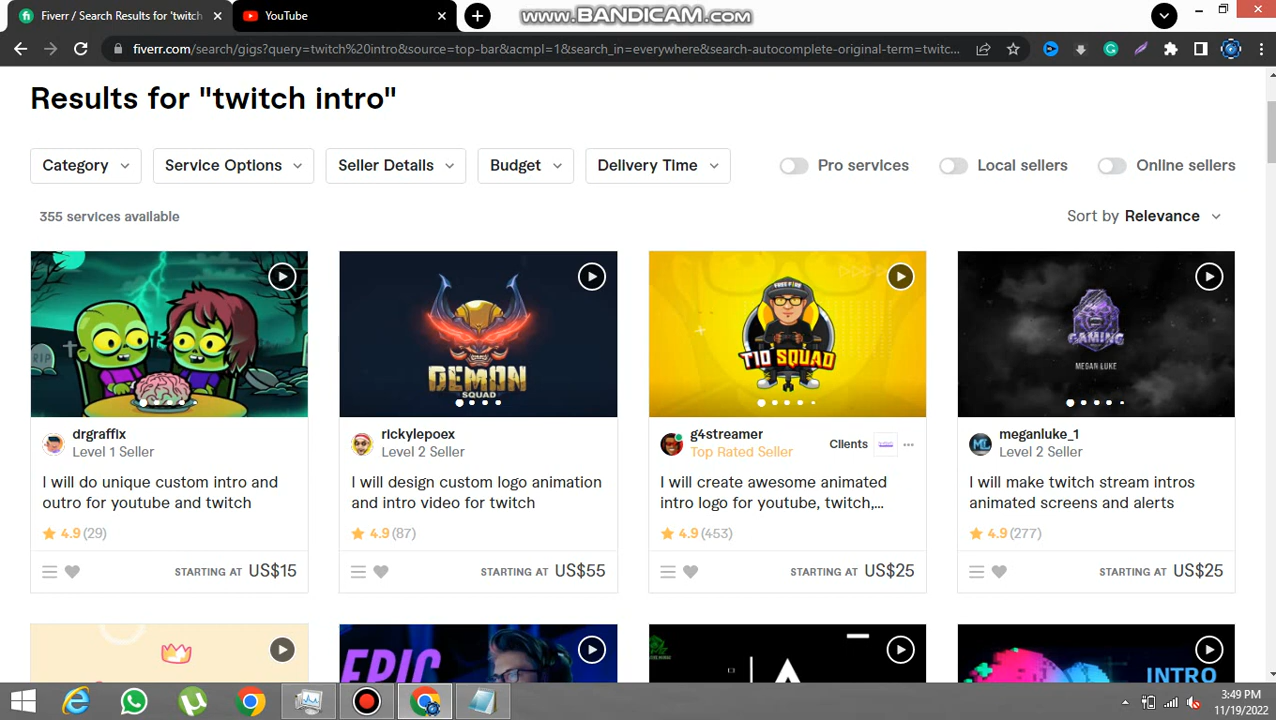 Fiverr / Search Results for 'twitch
YouTube
www.BANDICAM.com
fiverr.com/search/gigs?query=twitch%20intro&source=top-bar&acmpl=1&search_in=everywhere&search-autocomplete-original-term=twitc...
Results for "twitch intro"
Category
Service Options
Seller Details
Budget
Delivery Time
Pro services
Local sellers
Online sellers
355 services available
Sort by Relevance
RIP
DEMON
SQUAD
FREE FIRE
T10 SQUAD
GAMING
MEGAN LUKE
drgraffix
Level 1 Seller
rickylepoex
Level 2 Seller
g4streamer
Top Rated Seller
Clients
meganluke_1
Level 2 Seller
ML
I will do unique custom intro and
outro for youtube and twitch
I will design custom logo animation
and intro video for twitch
I will create awesome animated
intro logo for youtube, twitch,...
I will make twitch stream intros
animated screens and alerts
4.9 (29)
4.9 (87)
4.9 (453)
4.9 (277)
STARTING AT US$15
STARTING AT US$55
STARTING AT US$25
STARTING AT US$25
EPIC
INTRO
3:49 PM
11/19/2022